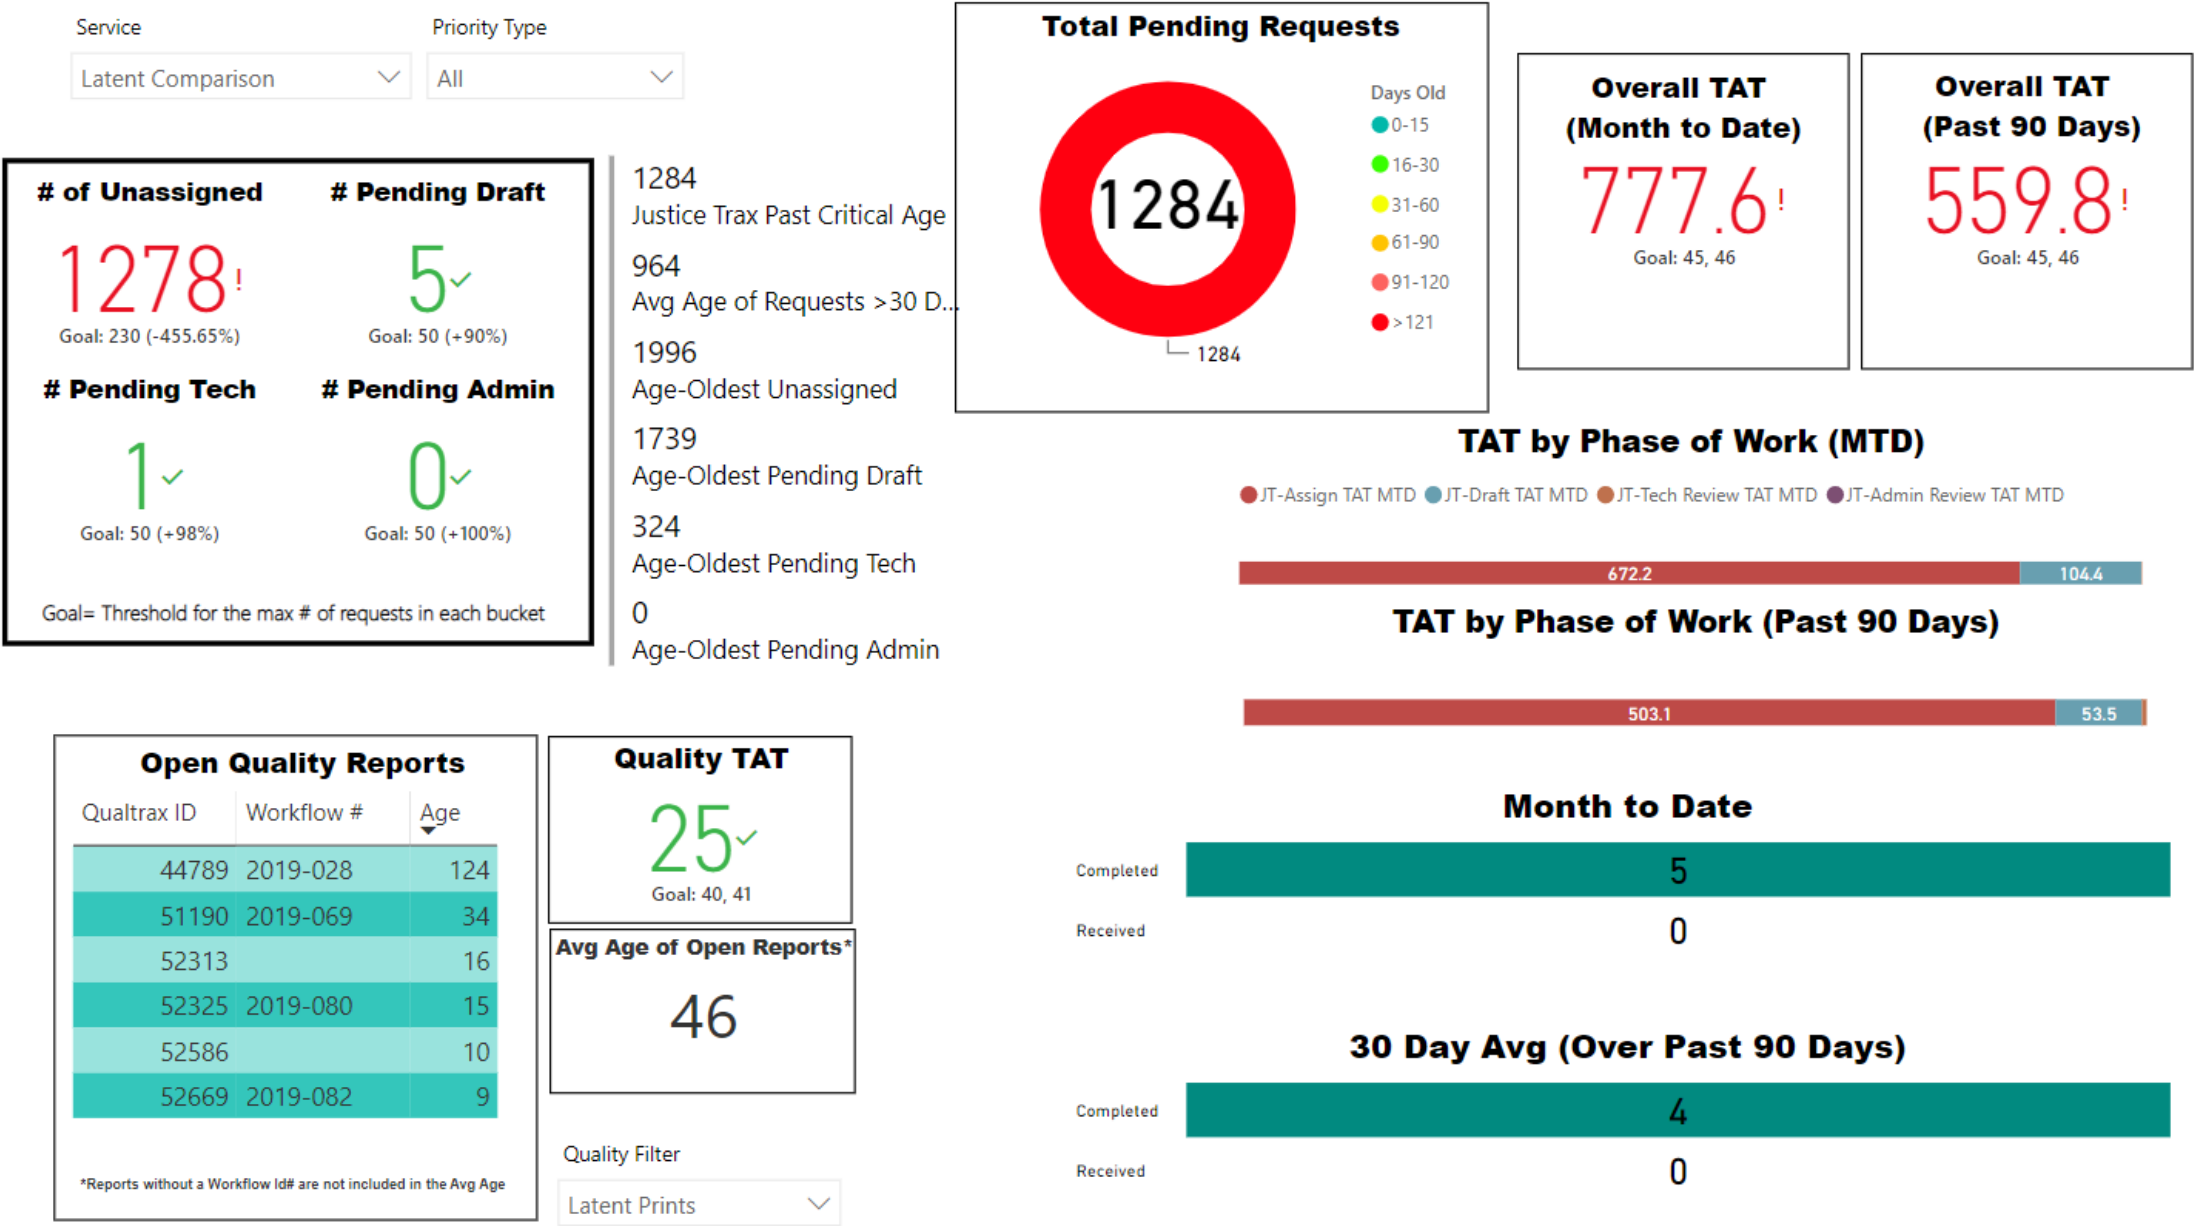 Service
Priority Type
Latent Comparison
All
# of Unassigned
# Pending Draft
1278!
5
Goal: 230 (-455.65%)
Goal: 50 (+90%)
# Pending Tech
# Pending Admin
1
0
Goal: 50 (+98%)
Goal: 50 (+100%)
Goal= Threshold for the max # of requests in each bucket
1284
Justice Trax Past Critical Age
964
Avg Age of Requests >30 D...
1996
Age-Oldest Unassigned
1739
Age-Oldest Pending Draft
324
Age-Oldest Pending Tech
0
Age-Oldest Pending Admin
Total Pending Requests
1284
1284
Days Old
0-15
16-30
31-60
61-90
91-120
>121
Overall TAT
(Month to Date)
777.6!
Goal: 45, 46
Overall TAT
(Past 90 Days)
559.8!
Goal: 45, 46
TAT by Phase of Work (MTD)
JT-Assign TAT MTD JT-Draft TAT MTD JT-Tech Review TAT MTD JT-Admin Review TAT MTD
672.2 104.4
TAT by Phase of Work (Past 90 Days)
503.1 53.5
Open Quality Reports
Qualtrax ID Workflow # Age
44789 2019-028 124
51190 2019-069 34
52313 16
52325 2019-080 15
52586 10
52669 2019-082 9
*Reports without a Workflow Id# are not included in the Avg Age
Quality TAT
25
Goal: 40, 41
Avg Age of Open Reports*
46
Quality Filter
Latent Prints
Month to Date
Completed 5
Received 0
30 Day Avg (Over Past 90 Days)
Completed 4
Received 0